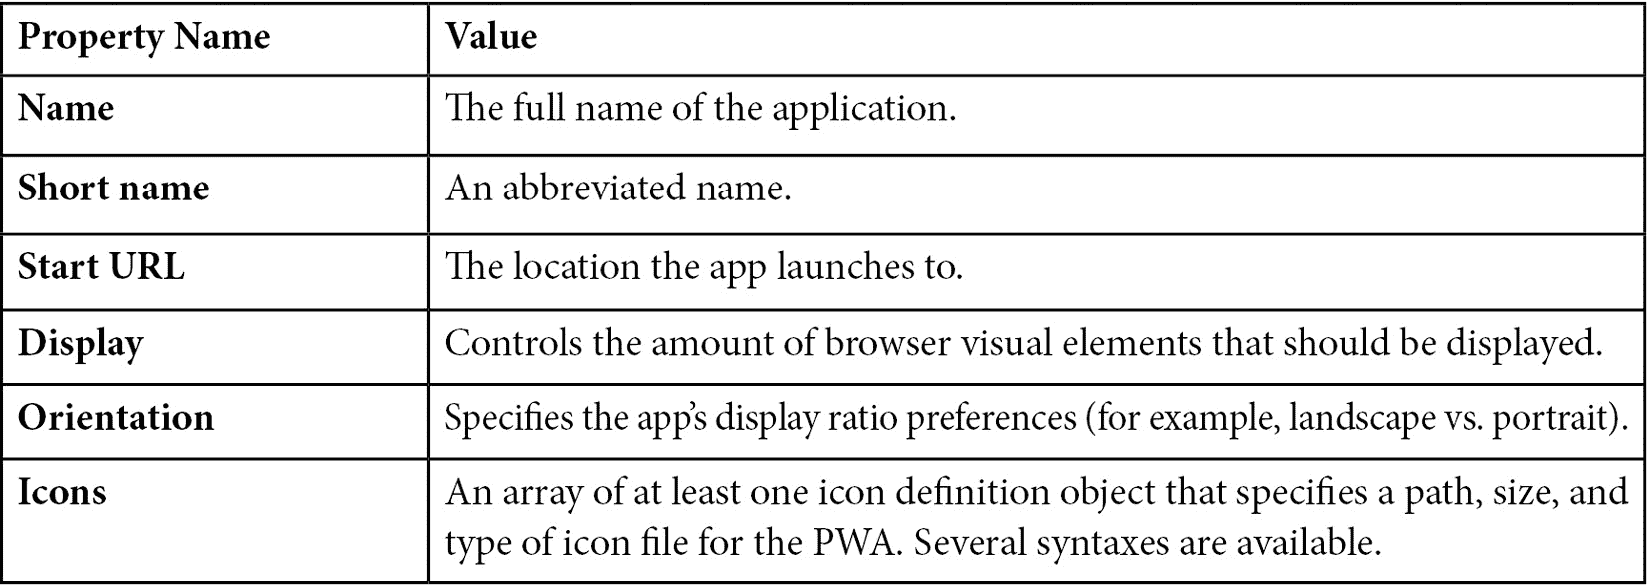 Property Name Value
Name The full name of the application.
Short name An abbreviated name.
Start URL The location the app launches to.
Display Controls the amount of browser visual elements that should be displayed.
Orientation Specifies the app’s display ratio preferences (for example, landscape vs. portrait).
Icons An array of at least one icon definition object that specifies a path, size, and
type of icon file for the PWA. Several syntaxes are available.